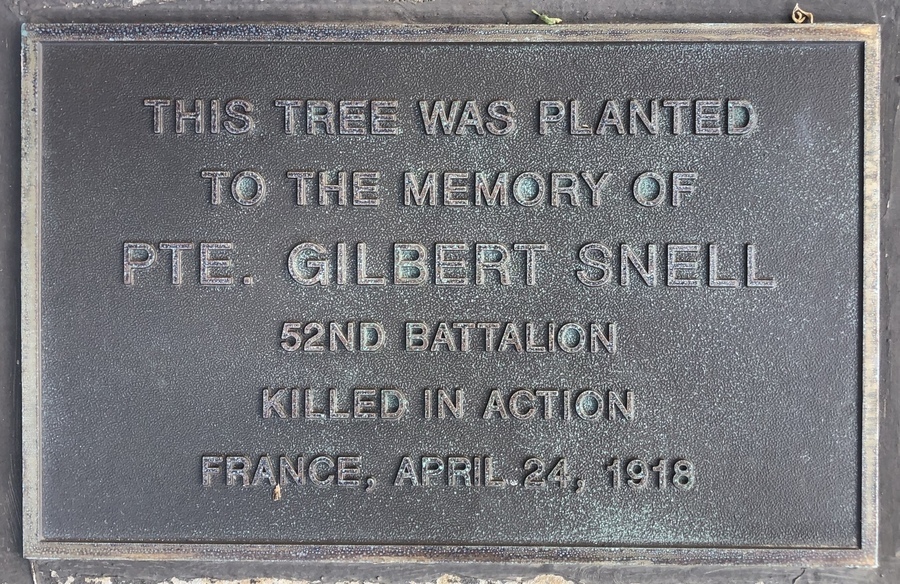 THIS TREE WAS PLANTED
TO THE MEMORY OF
PTE. GILBERT SNELL
52ND BATTALION
KILLED IN ACTION
FRANCE, APRIL 24, 1918